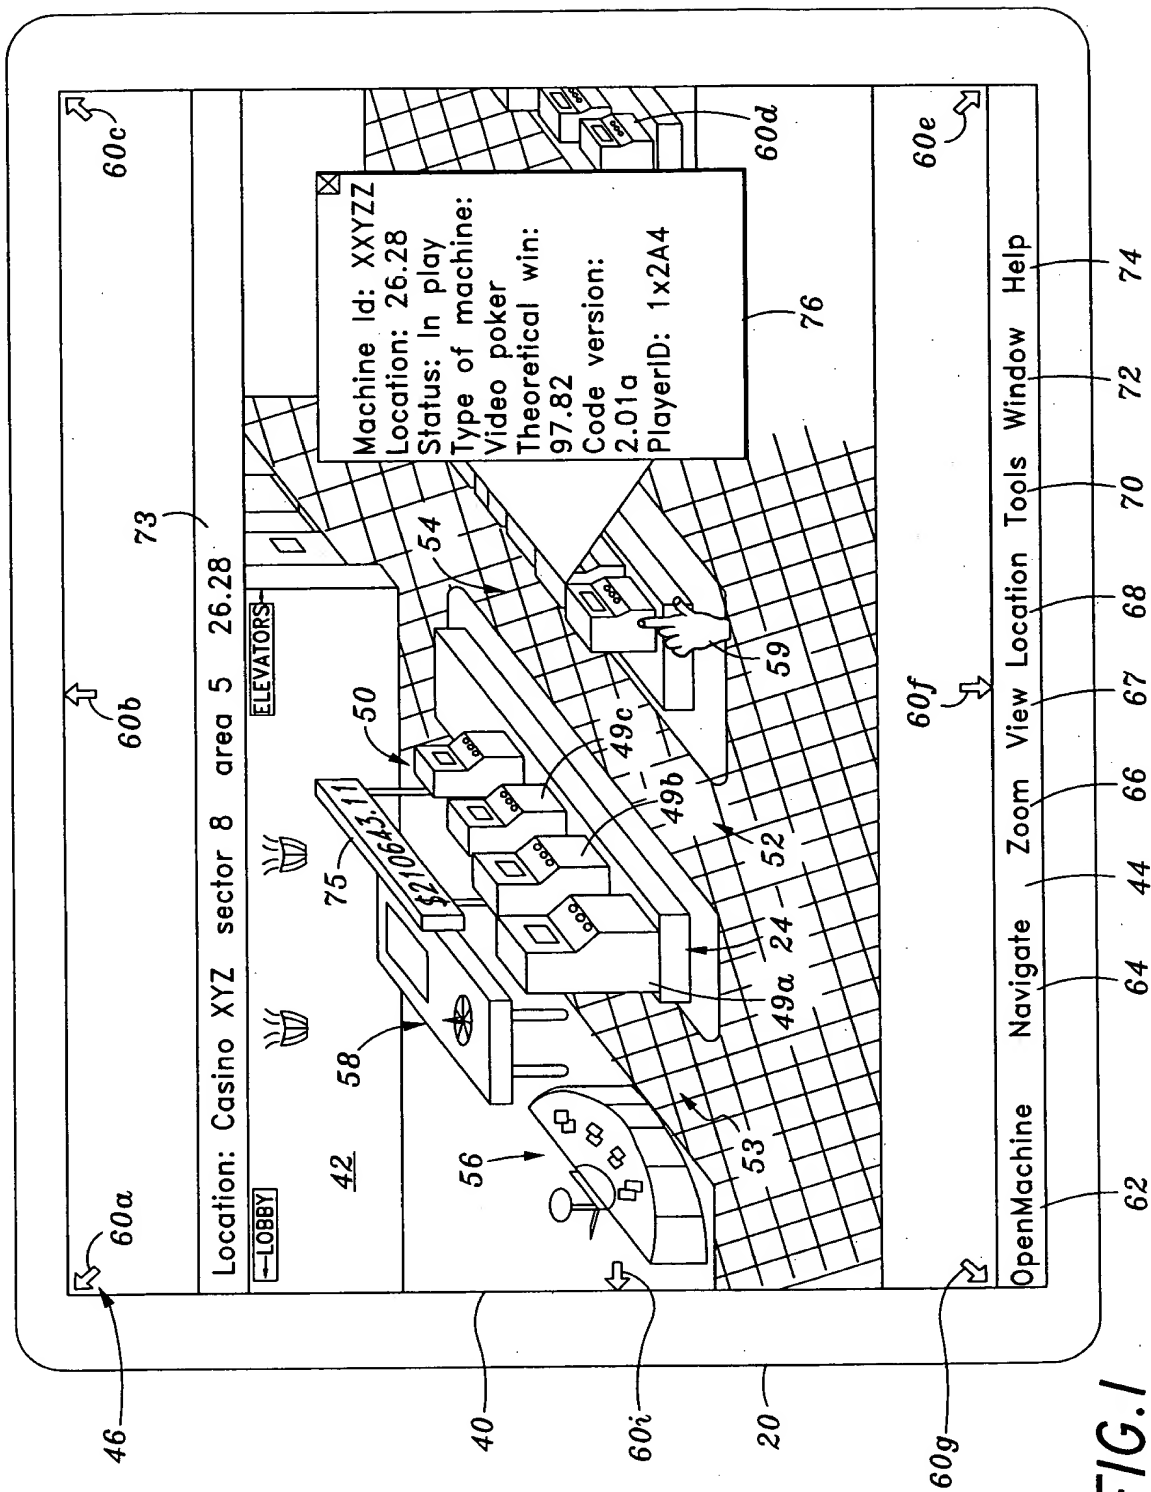 46
60a
60b
60c
73
Location: Casino XYZ sector 8 area 5 26.28
←LOBBY
ELEVATORS→
42
58
75
50
54
$210643.11
Machine Id: XXYZZ
Location: 26.28
Status: In play
Type of machine:
Video poker
Theoretical win:
97.82
Code version:
2.01a
PlayerID: 1x2A4
40
56
60i
49c
49b
20
53
49a
24
52
59
60d
76
60g
60f
60e
OpenMachine Navigate Zoom View Location Tools Window Help
62
64
44
66
67
68
70
72
74
FIG.1